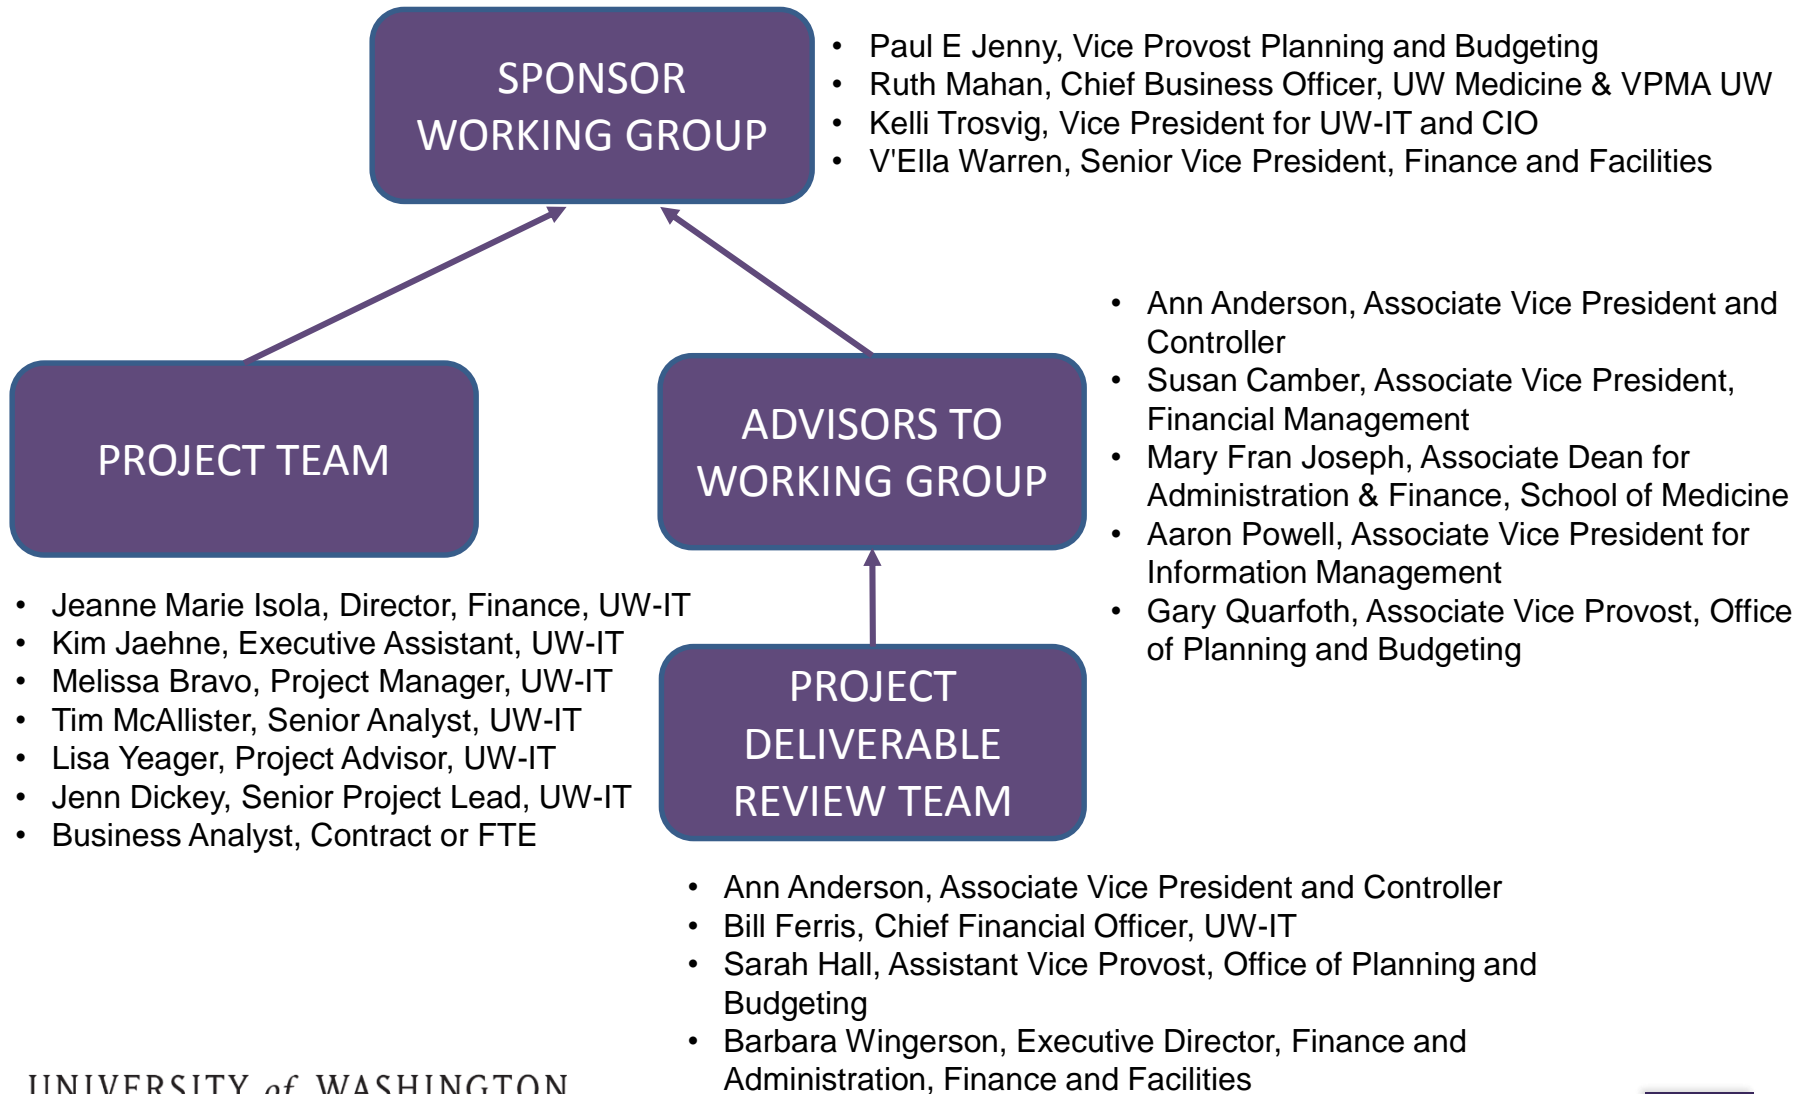 SPONSOR
WORKING GROUP
• Paul E Jenny, Vice Provost Planning and Budgeting
• Ruth Mahan, Chief Business Officer, UW Medicine & VPMA UW
• Kelli Trosvig, Vice President for UW-IT and CIO
• V'Ella Warren, Senior Vice President, Finance and Facilities
PROJECT TEAM
• Jeanne Marie Isola, Director, Finance, UW-IT
• Kim Jaehne, Executive Assistant, UW-IT
• Melissa Bravo, Project Manager, UW-IT
• Tim McAllister, Senior Analyst, UW-IT
• Lisa Yeager, Project Advisor, UW-IT
• Jenn Dickey, Senior Project Lead, UW-IT
• Business Analyst, Contract or FTE
ADVISORS TO
WORKING GROUP
• Ann Anderson, Associate Vice President and
Controller
• Susan Camber, Associate Vice President,
Financial Management
• Mary Fran Joseph, Associate Dean for
Administration & Finance, School of Medicine
• Aaron Powell, Associate Vice President for
Information Management
• Gary Quarfoth, Associate Vice Provost, Office
of Planning and Budgeting
PROJECT
DELIVERABLE
REVIEW TEAM
• Ann Anderson, Associate Vice President and Controller
• Bill Ferris, Chief Financial Officer, UW-IT
• Sarah Hall, Assistant Vice Provost, Office of Planning and
Budgeting
• Barbara Wingerson, Executive Director, Finance and
Administration, Finance and Facilities
UNIVERSITY of WASHINGTON